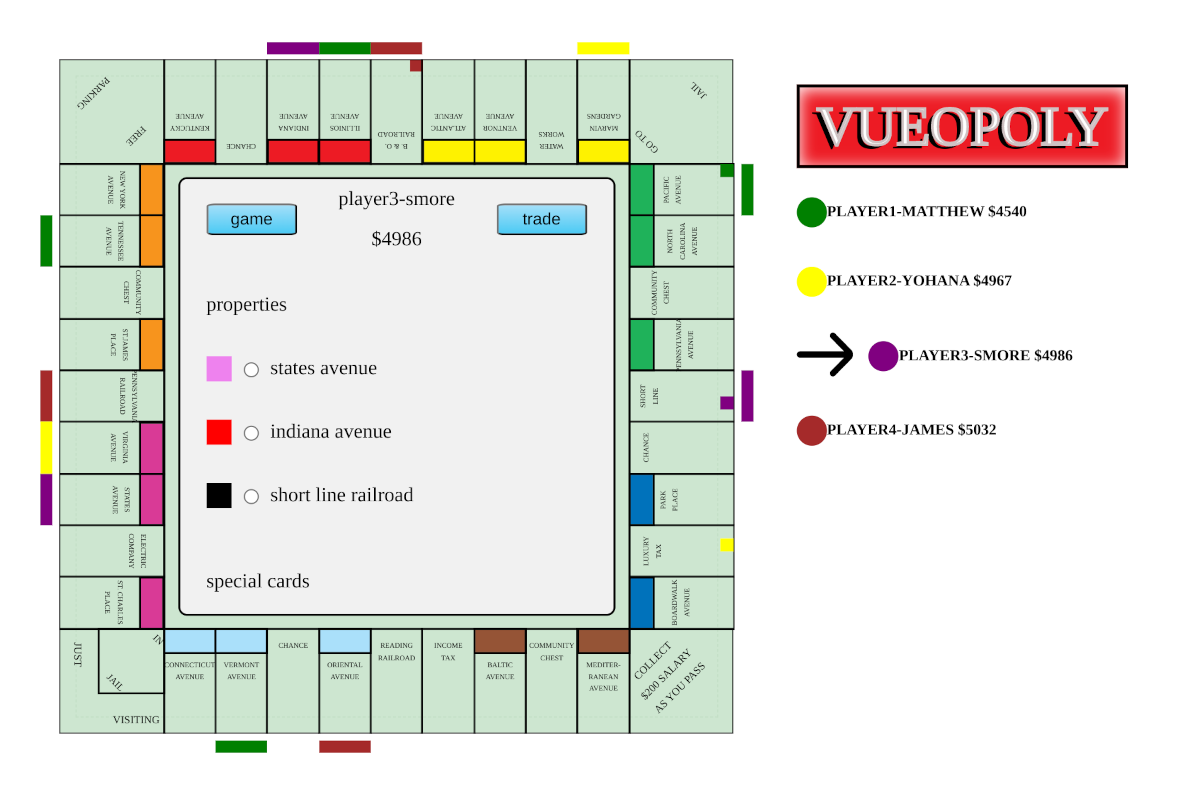 PARKING
FREE
KENTUCKY
AVENUE
CHANCE
INDIANA
AVENUE
ILLINOIS
AVENUE
B. & O.
RAILROAD
ATLANTIC
AVENUE
VENTNOR
AVENUE
WATER
WORKS
MARVIN
GARDENS
JAIL
GO TO
VUEOPOLY
NEW YORK
AVENUE
TENNESSEE
AVENUE
COMMUNITY
CHEST
ST.JAMES
PLACE
PENNSYLVANIA
RAILROAD
VIRGINIA
AVENUE
STATES
AVENUE
ELECTRIC
COMPANY
ST. CHARLES
PLACE
game
player3-smore
trade
$4986
properties
states avenue
indiana avenue
short line railroad
special cards
PACIFIC
AVENUE
NORTH
CAROLINA
AVENUE
COMMUNITY
CHEST
PENNSYLVANIA
AVENUE
SHORT
LINE
CHANCE
PARK
PLACE
LUXURY
TAX
BOARDWALK
AVENUE
PLAYER1-MATTHEW $4540
PLAYER2-YOHANA $4967
PLAYER3-SMORE $4986
PLAYER4-JAMES $5032
JUST
IN
JAIL
VISITING
CONNECTICUT
AVENUE
VERMONT
AVENUE
CHANCE
ORIENTAL
AVENUE
READING
RAILROAD
INCOME
TAX
BALTIC
AVENUE
COMMUNITY
CHEST
MEDITER-
RANEAN
AVENUE
COLLECT
$200 SALARY
AS YOU PASS